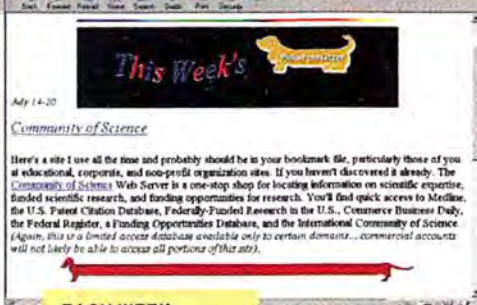 Back Forward Reload Home Search Guide Print Security
This Week's
July 14-20
Community of Science
Here's a site I use all the time and probably should be in your bookmark file, particularly those of you
at educational, corporate, and non-profit organization sites. If you haven't discovered it already. The
Community of Science Web Server is a one-stop shop for locating information on scientific expertise,
funded scientific research, and funding opportunities for research. You'll find quick access to Medline,
the U.S. Patent Citation Database, Federally-Funded Research in the U.S., Commerce Business Daily,
the Federal Register, a Funding Opportunities Database, and the International Community of Science.
(Again, this is a limited access database available only to certain domains... commercial accounts
will not likely be able to access all portions of this site).
EACH WEEK